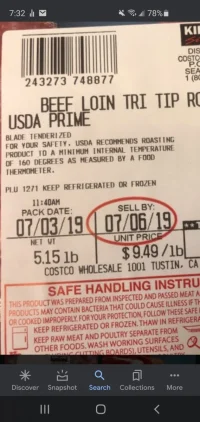 7:32
78%
KI
DIS
COSTCO
P.O
SEA
1 (80
243273 748877
BEEF LOIN TRI TIP RO
USDA PRIME
BLADE TENDERIZED
FOR YOUR SAFETY, USDA RECOMMENDS ROASTING
PRODUCT TO A MINIMUM INTERNAL TEMPERATURE
OF 160 DEGREES AS MEASURED BY A FOOD
THERMOMETER.
PLU 1271 KEEP REFRIGERATED OR FROZEN
11:40AM
PACK DATE: SELL BY:
07/03/19 07/06/19
NET WT UNIT PRICE
5.15 lb $9.49/lb
COSTCO WHOLESALE 1001 TUSTIN, CA
SAFE HANDLING INSTRU
THIS PRODUCT WAS PREPARED FROM INSPECTED AND PASSED MEAT A
PRODUCTS MAY CONTAIN BACTERIA THAT COULD CAUSE ILLNESS IF TH
OR COOKED IMPROPERLY. FOR YOUR PROTECTION, FOLLOW THESE SAFE
KEEP REFRIGERATED OR FROZEN. THAW IN REFRIGERA
KEEP RAW MEAT AND POULTRY SEPARATE FROM
OTHER FOODS. WASH WORKING SURFACES
CUTTING BOARDS), UTENSILS, AND
Discover Snapshot Search Collections More